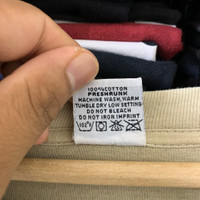 100% COTTON
PRESHRUNK
MACHINE WASH, WARM
TUMBLE DRY LOW SETTING
DO NOT BLEACH
DO NOT IRON IMPRINT